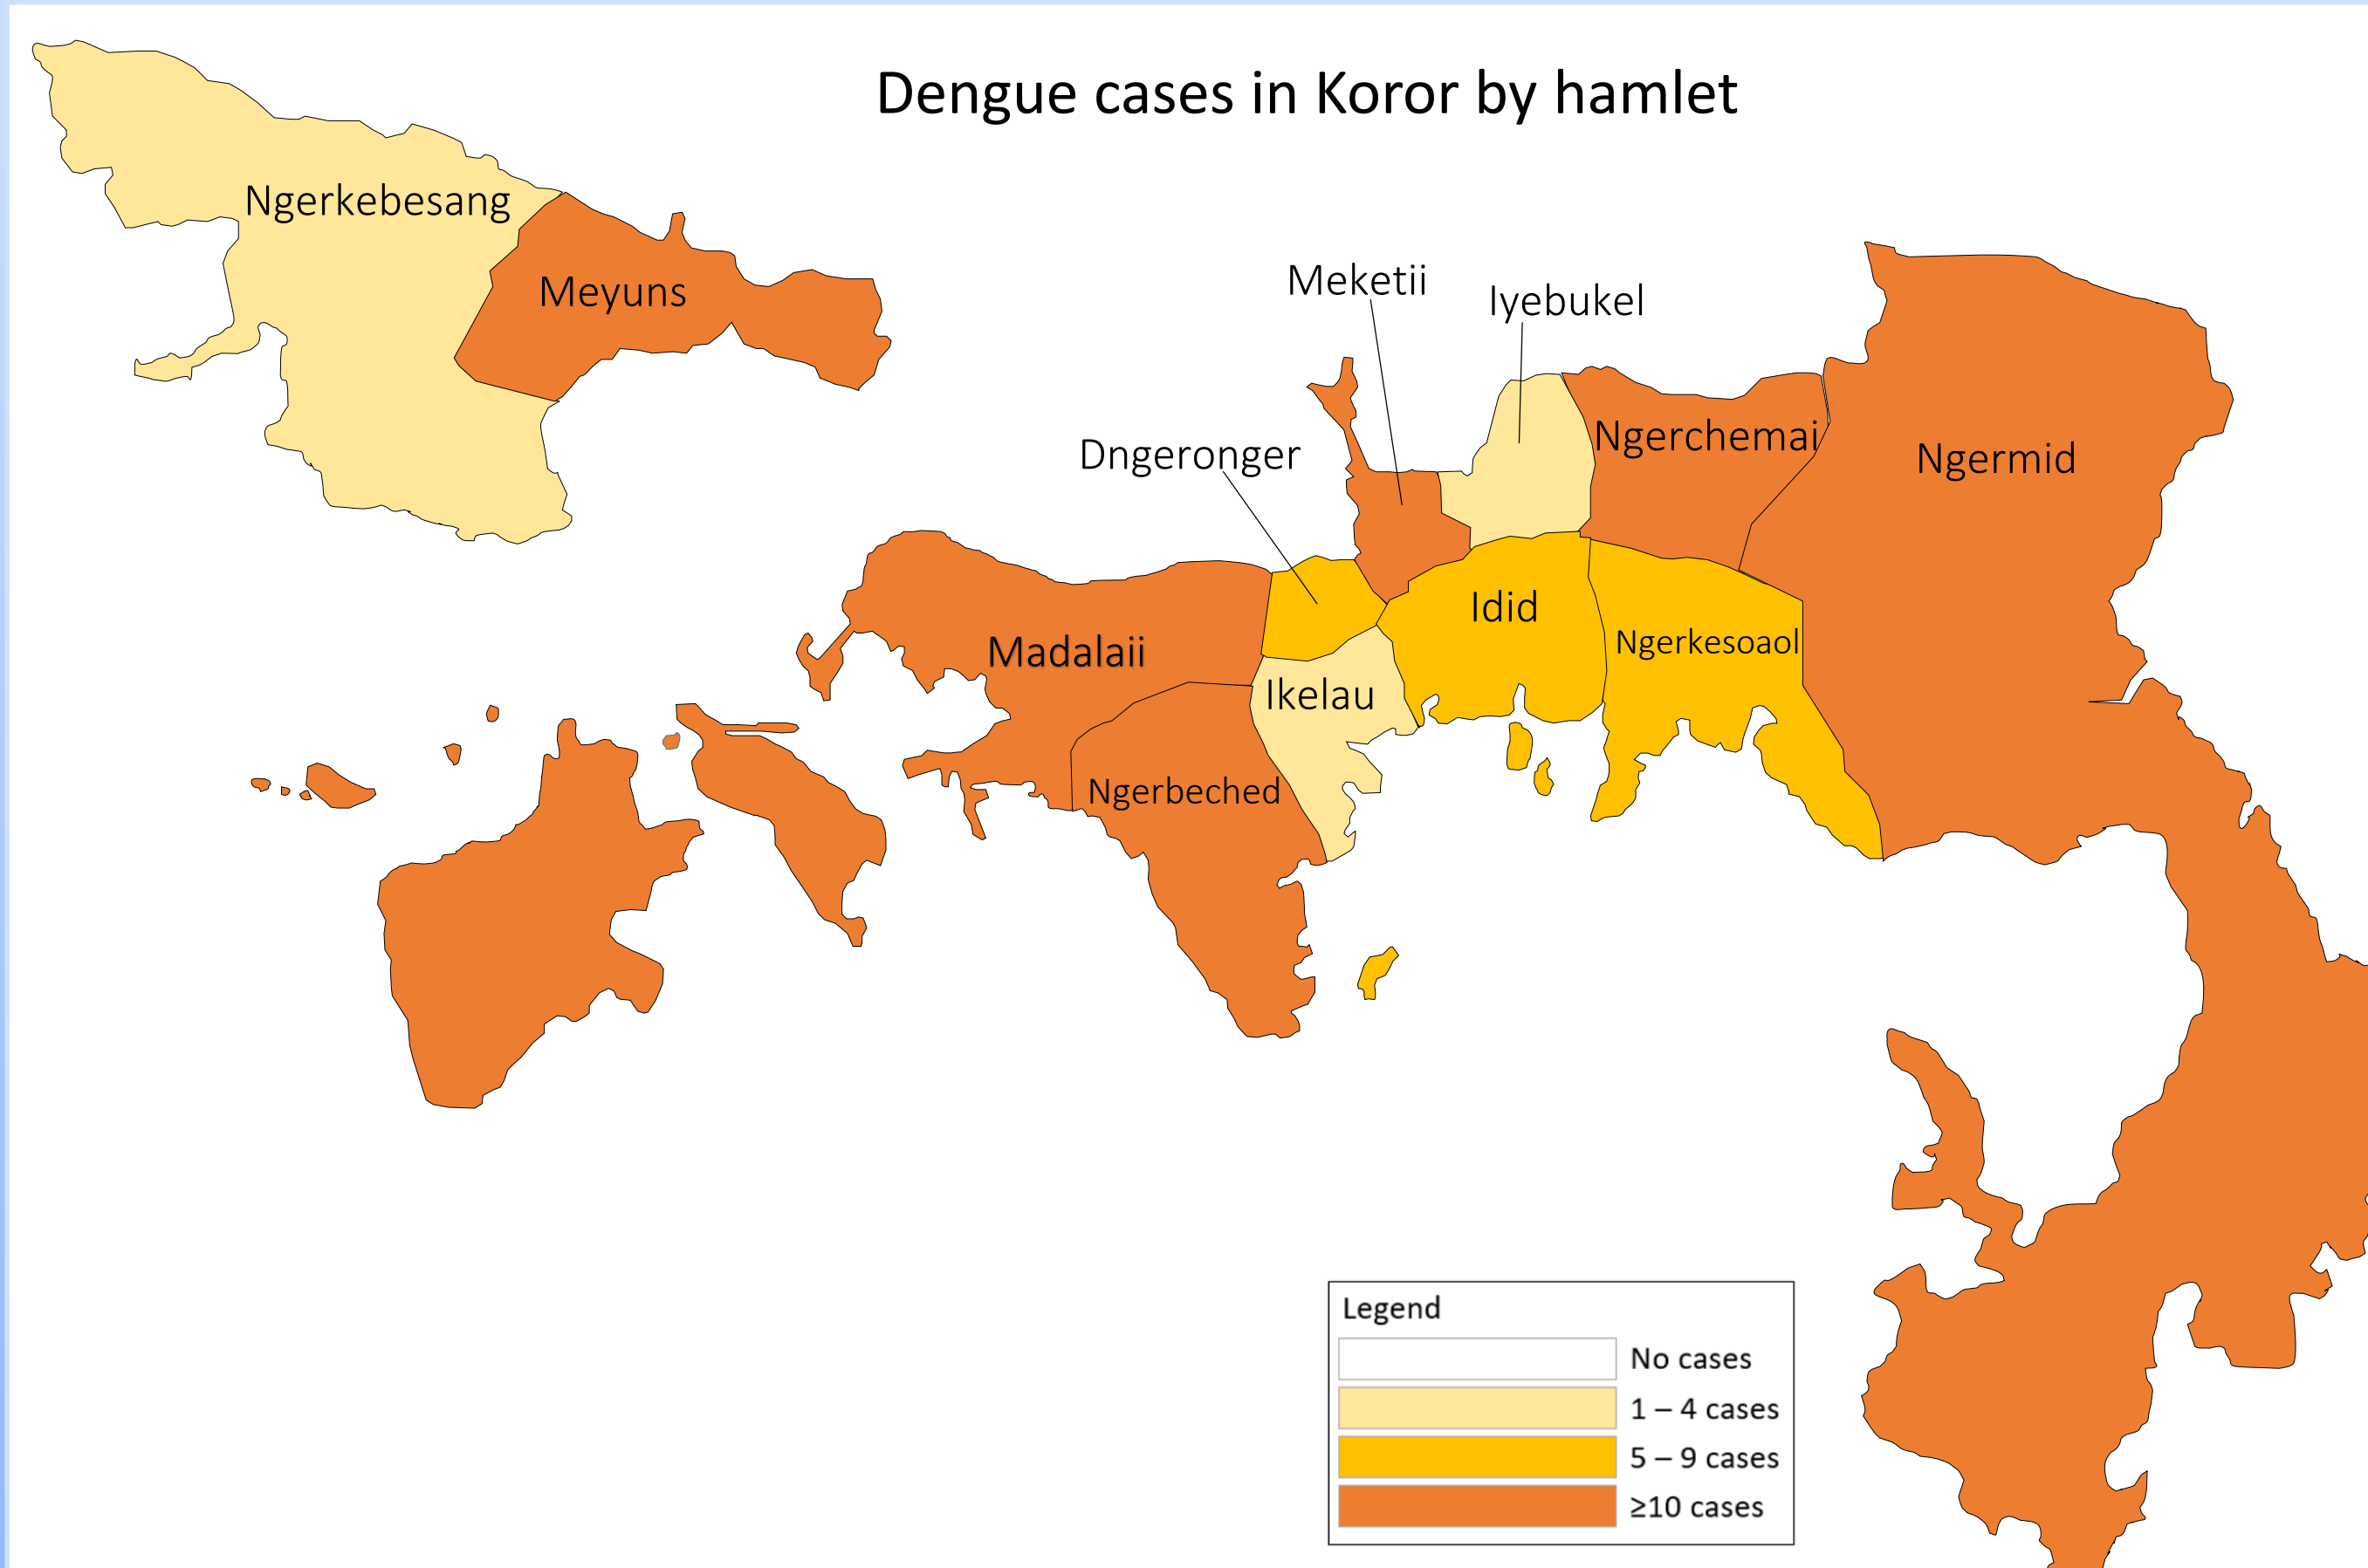 Dengue cases in Koror by hamlet
Ngerkebesang
Meyuns
Meketii
Iyebukel
Dngeronger
Ngerchemai
Ngermid
Madalaii
Idid
Ngerkesoaol
Ikelau
Ngerbeched
Legend
No cases
1 – 4 cases
5 – 9 cases
≥10 cases